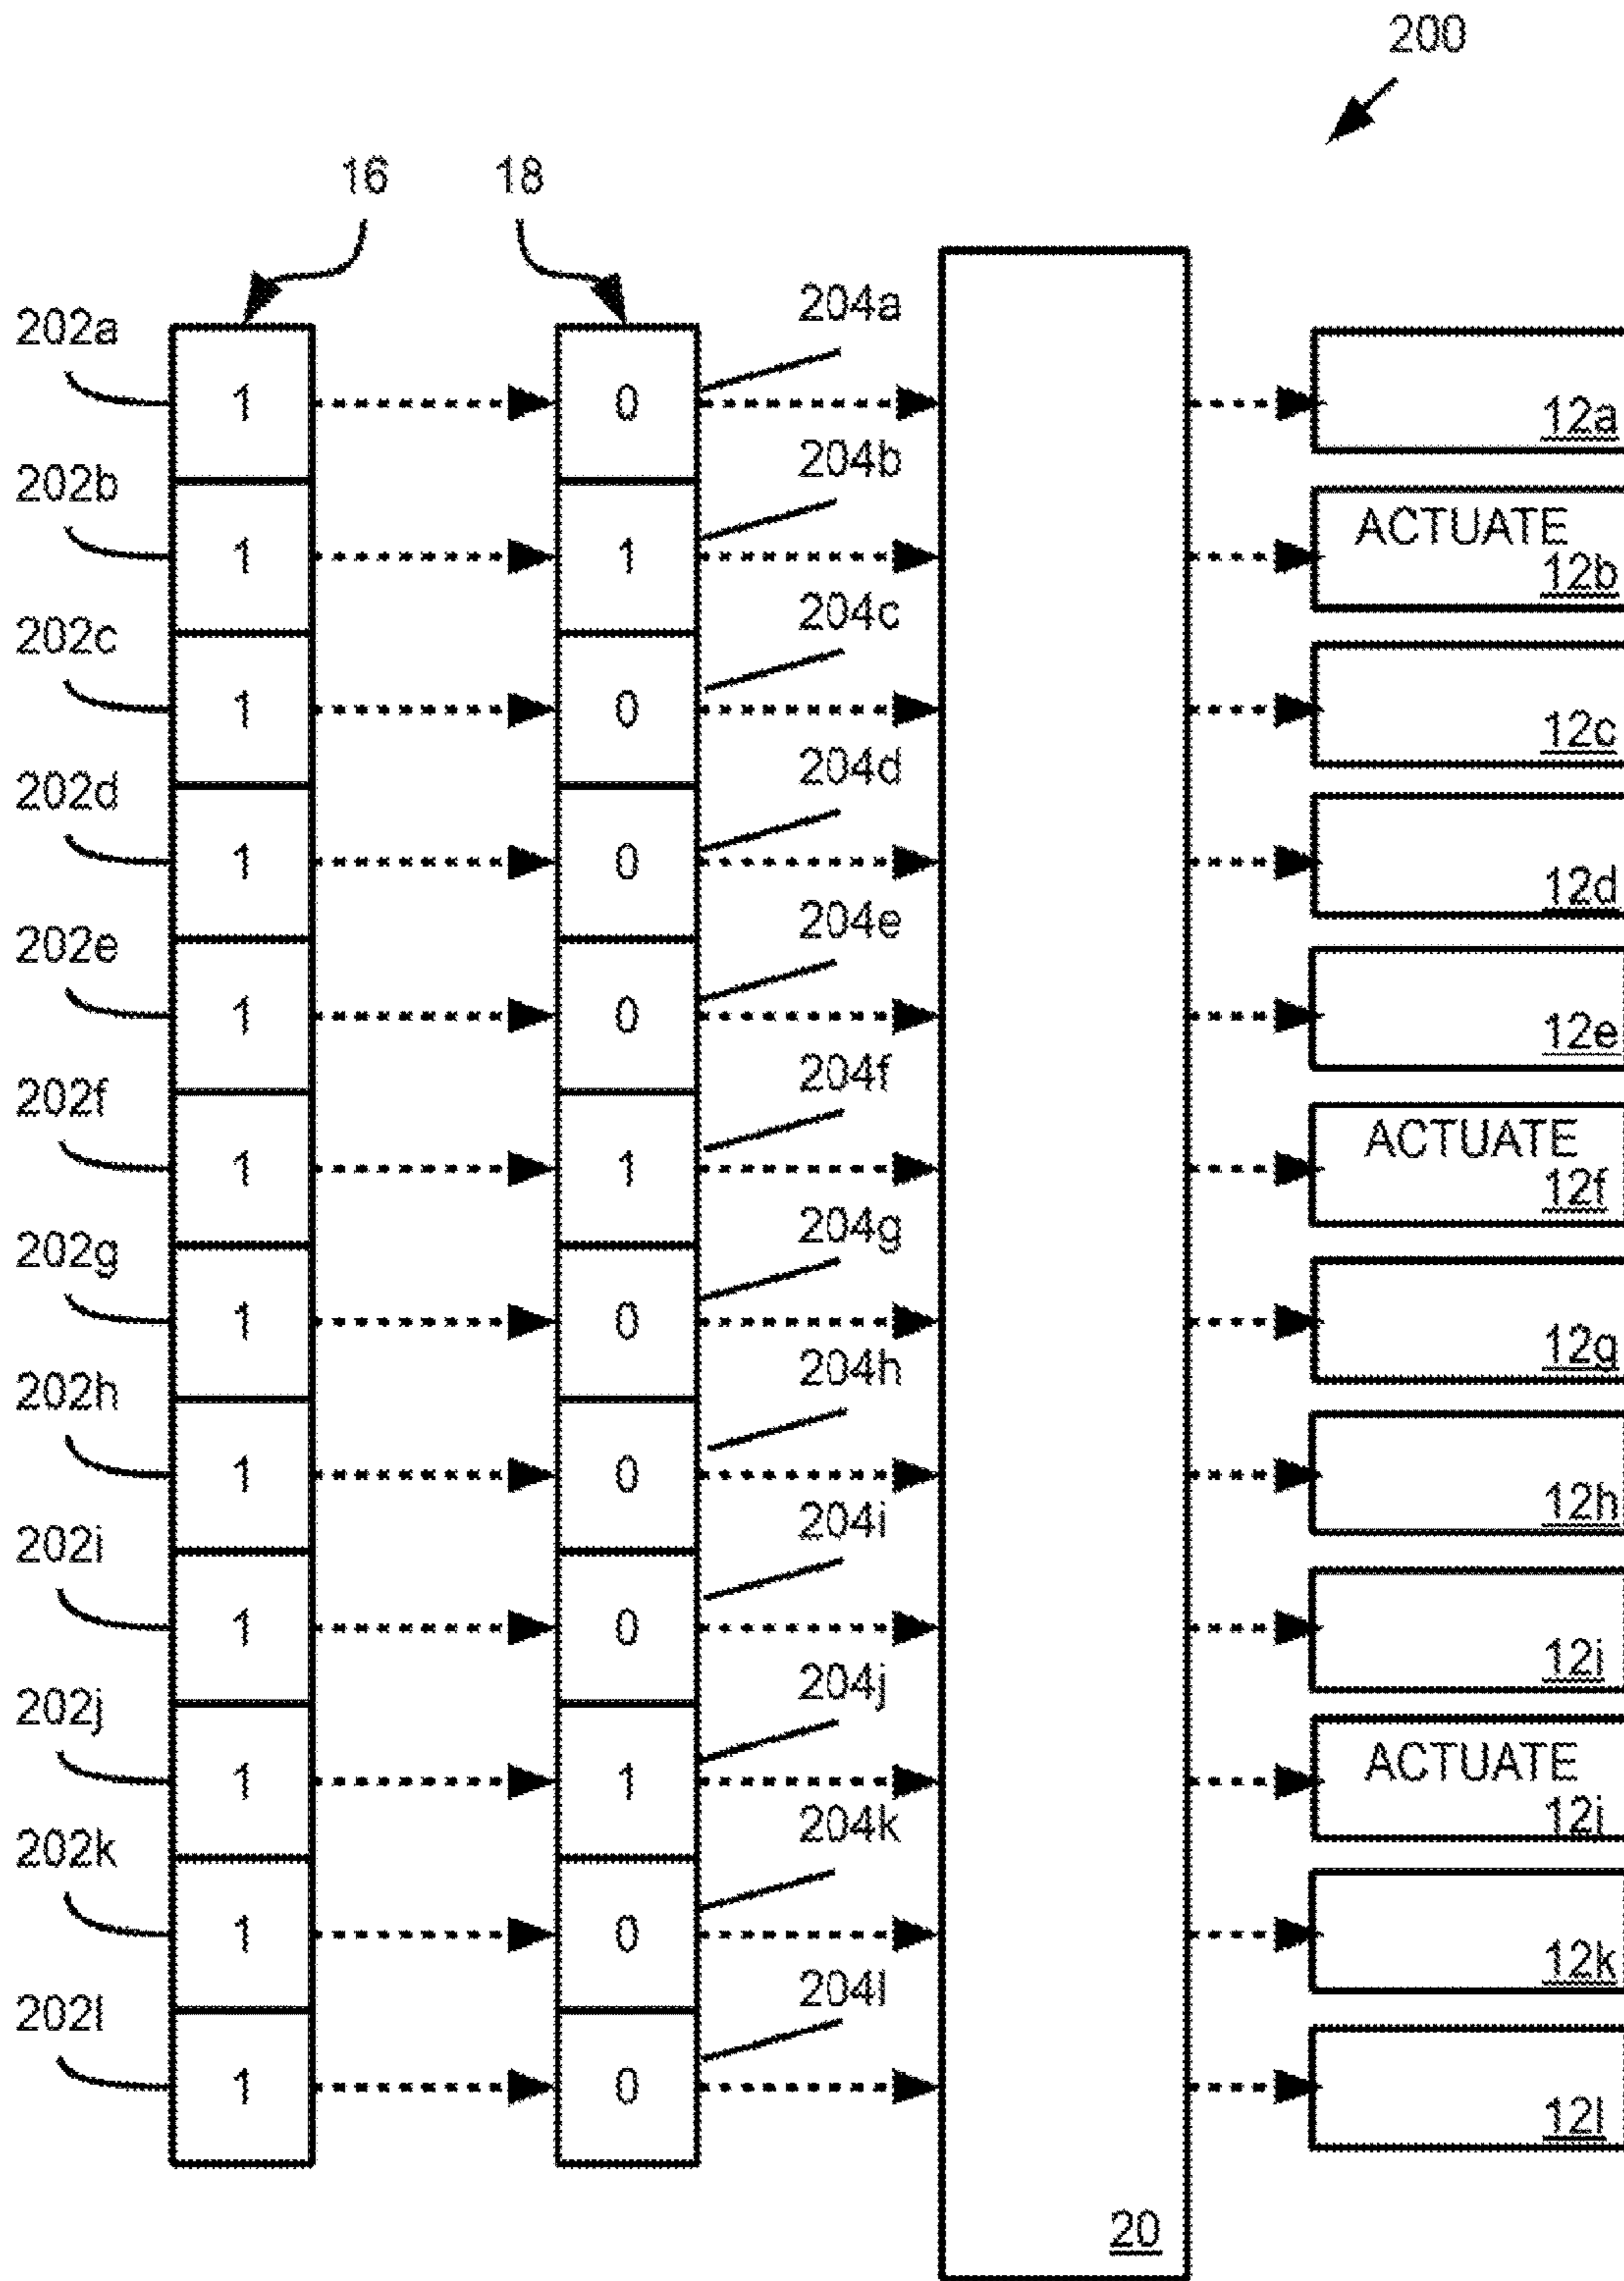 200
16 18
202a 1 0 204a 12a
202b 1 1 204b ACTUATE 12b
202c 1 0 204c 12c
202d 1 0 204d 12d
202e 1 0 204e 12e
202f 1 1 204f ACTUATE 12f
202g 1 0 204g 12g
202h 1 0 204h 12h
202i 1 0 204i 12i
202j 1 1 204j ACTUATE 12j
202k 1 0 204k 12k
202l 1 0 204l 12l
20